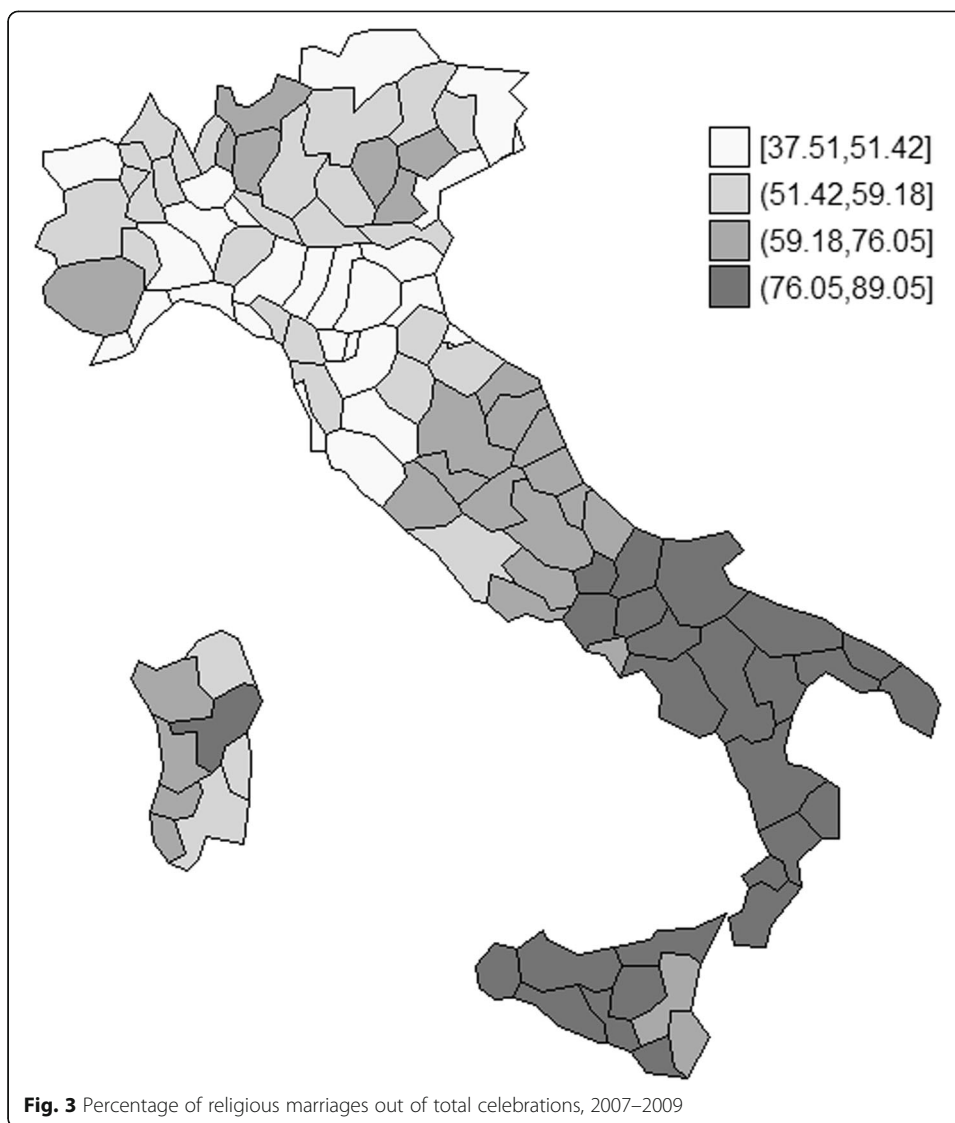 [37.51,51.42]
(51.42,59.18]
(59.18,76.05]
(76.05,89.05]
Fig. 3 Percentage of religious marriages out of total celebrations, 2007–2009